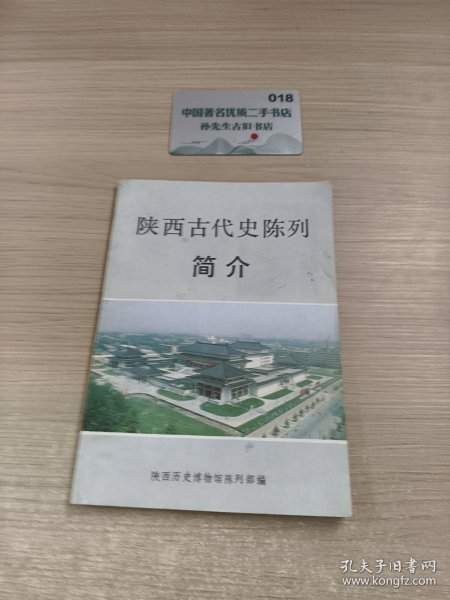 018
中国著名优质二手书店
孙先生古旧书店
陕西古代史陈列
简介
陕西历史博物馆陈列部编
孔夫子旧书网
www.kongfz.com